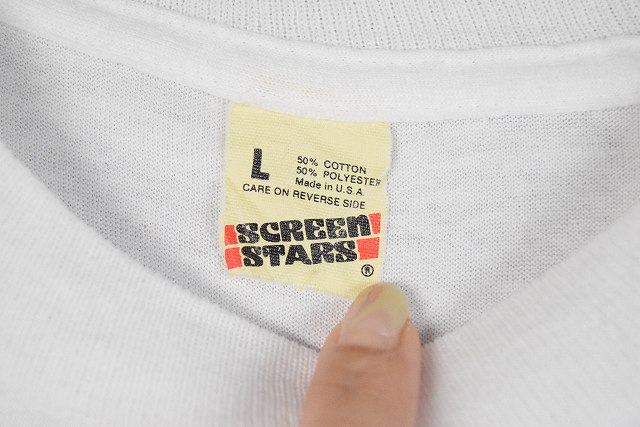 L
50% COTTON
50% POLYESTER
Made in U.S.A.
CARE ON REVERSE SIDE
SCREEN
STARS
®